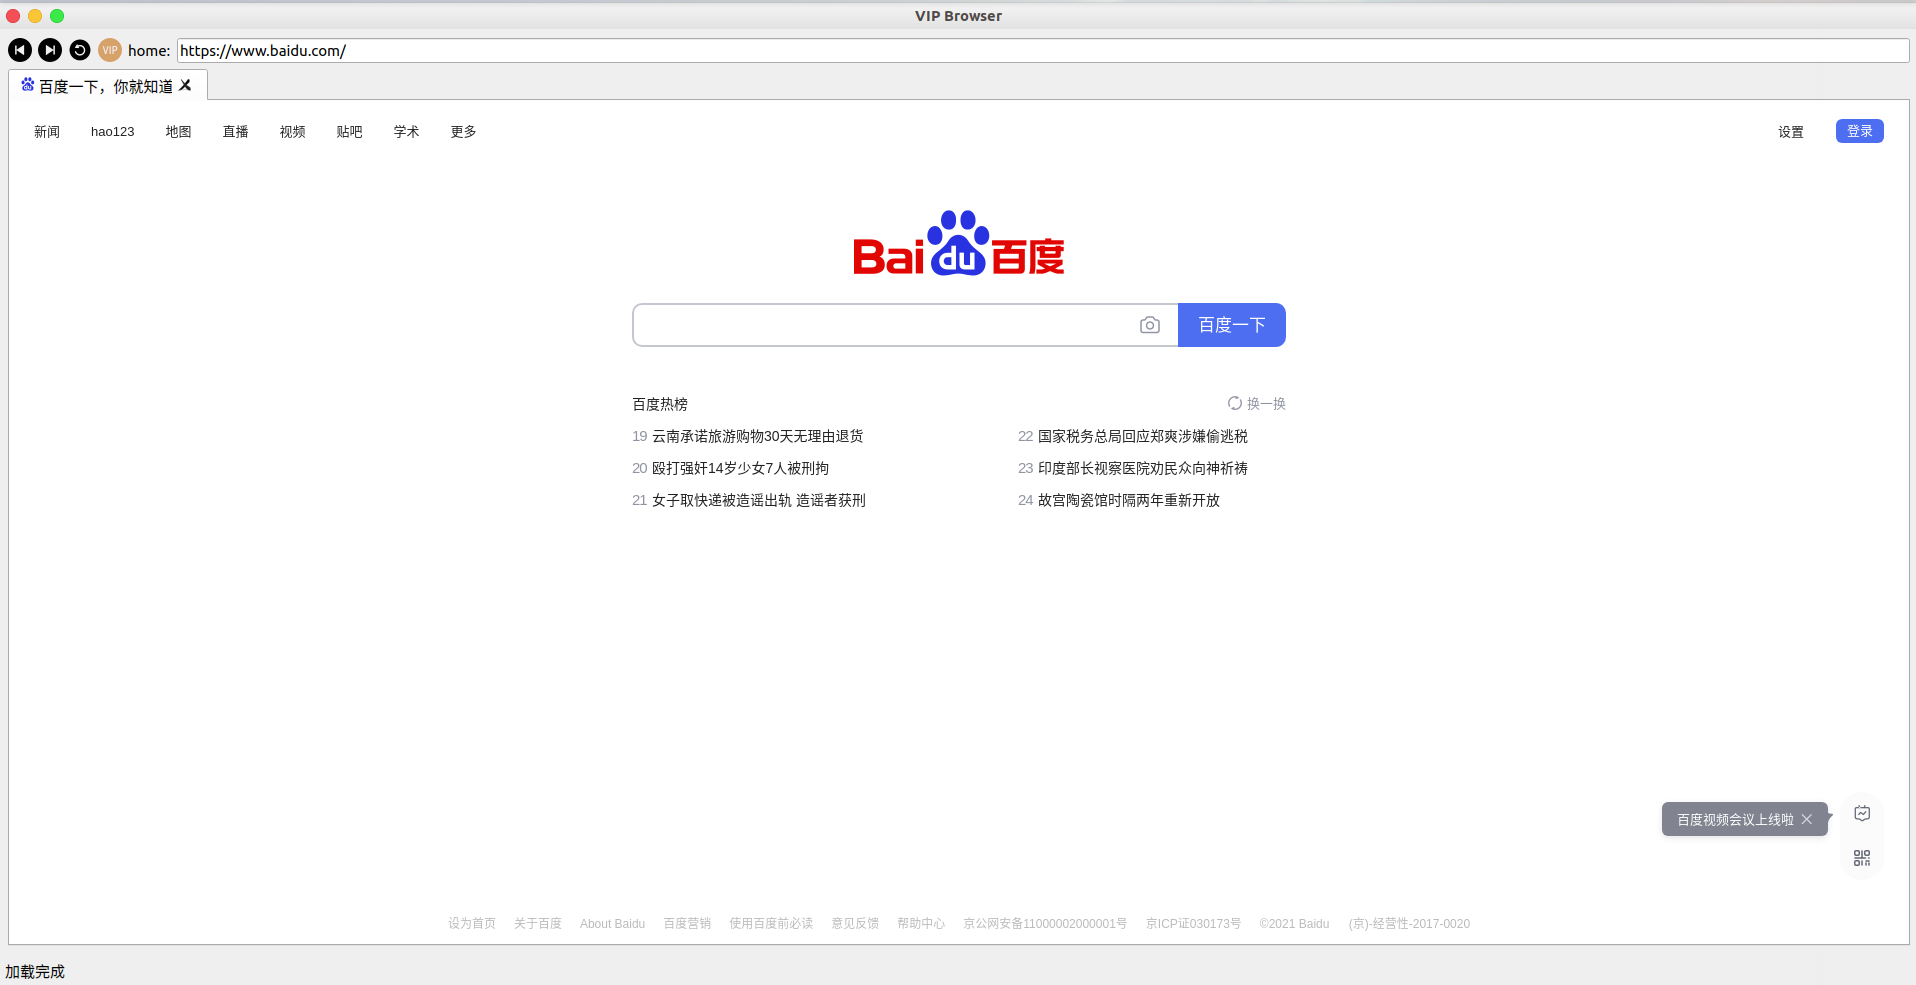 VIP Browser
VIP home: https://www.baidu.com/
百度一下，你就知道
新闻 hao123 地图 直播 视频 贴吧 学术 更多 设置 登录
Bai du 百度
百度一下
百度热榜 换一换
19 云南承诺旅游购物30天无理由退货 22 国家税务总局回应郑爽涉嫌偷逃税
20 殴打强奸14岁少女7人被刑拘 23 印度部长视察医院劝民众向神祈祷
21 女子取快递被造谣出轨 造谣者获刑 24 故宫陶瓷馆时隔两年重新开放
百度视频会议上线啦
设为首页 关于百度 About Baidu 百度营销 使用百度前必读 意见反馈 帮助中心 京公网安备11000002000001号 京ICP证030173号 ©2021 Baidu (京)-经营性-2017-0020
加载完成